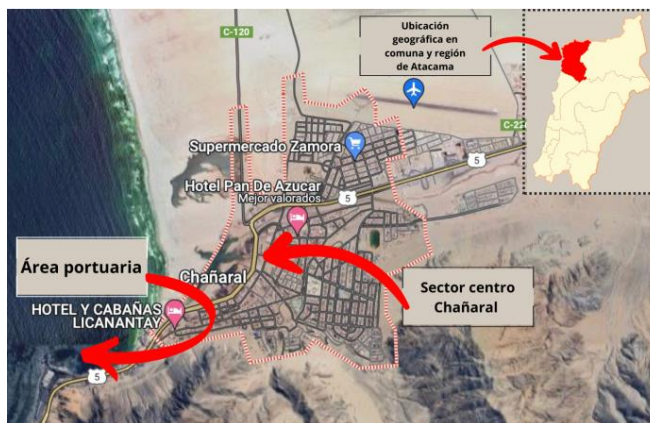 C-120
Ubicación
geográfica en
comuna y región
de Atacama
Supermercado Zamora
C-22
5
Hotel Pan De Azucar
Mejor valorados
5
Área portuaria
Chañaral
Sector centro
Chañaral
HOTEL Y CABAÑAS
LICANANTAY
5